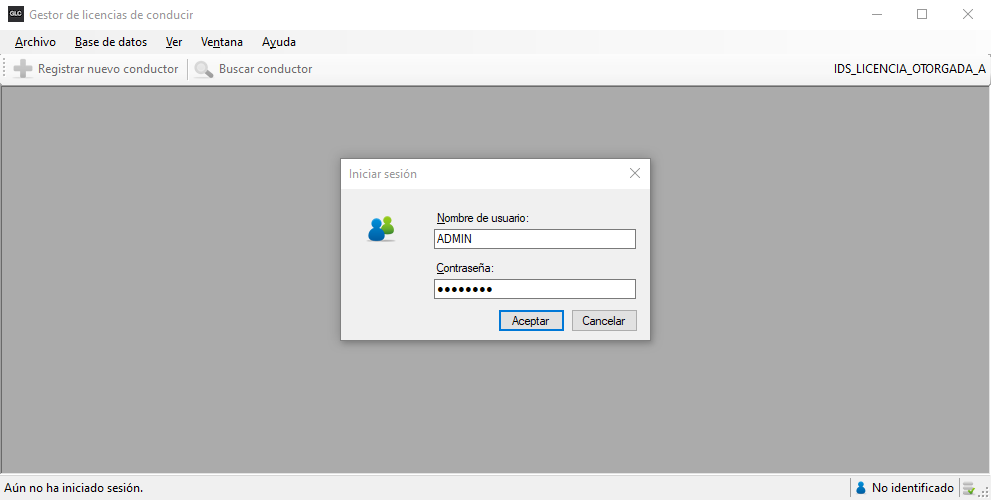 GLC Gestor de licencias de conducir
Archivo Base de datos Ver Ventana Ayuda
Registrar nuevo conductor Buscar conductor IDS_LICENCIA_OTORGADA_A
Iniciar sesión
Nombre de usuario:
ADMIN
Contraseña:
●●●●●●●●
Aceptar Cancelar
Aún no ha iniciado sesión. No identificado